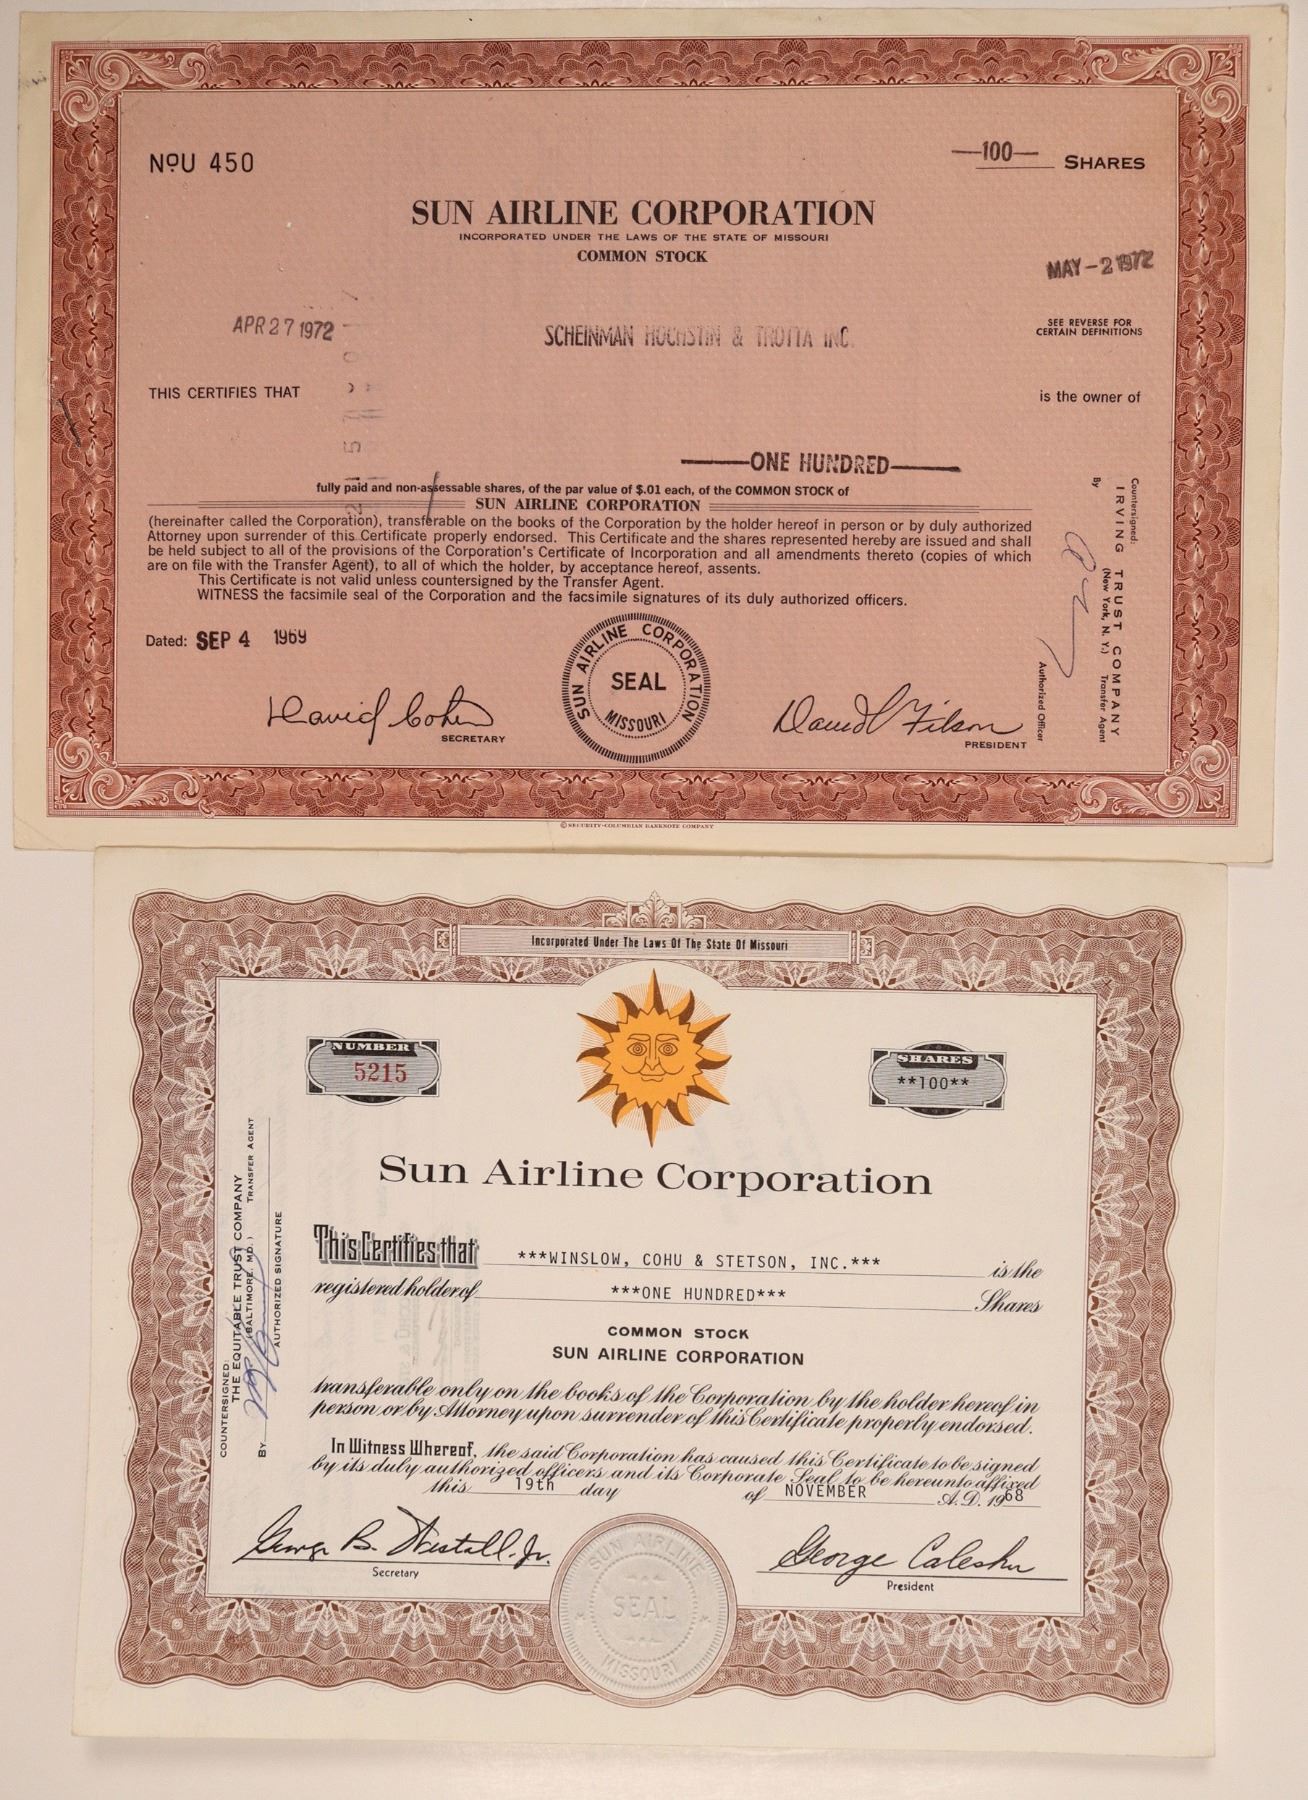 NoU 450
—100— SHARES
SUN AIRLINE CORPORATION
INCORPORATED UNDER THE LAWS OF THE STATE OF MISSOURI
COMMON STOCK
MAY -2 1972
APR 27 1972
SCHEINMAN HOCHSTIN & TROTTA INC.
SEE REVERSE FOR
CERTAIN DEFINITIONS
THIS CERTIFIES THAT
is the owner of
—ONE HUNDRED—
fully paid and non-assessable shares, of the par value of $.01 each, of the COMMON STOCK of
SUN AIRLINE CORPORATION
(hereinafter called the Corporation), transferable on the books of the Corporation by the holder hereof in person or by duly authorized
Attorney upon surrender of this Certificate properly endorsed. This Certificate and the shares represented hereby are issued and shall
be held subject to all of the provisions of the Corporation's Certificate of Incorporation and all amendments thereto (copies of which
are on file with the Transfer Agent), to all of which the holder, by acceptance hereof, assents.
This Certificate is not valid unless countersigned by the Transfer Agent.
WITNESS the facsimile seal of the Corporation and the facsimile signatures of its duly authorized officers.
Dated: SEP 4 1969
SUN AIRLINE CORPORATION
SEAL
MISSOURI
David Cohen
SECRETARY
David Filson
PRESIDENT
Countersigned:
IRVING TRUST COMPANY
(New York, N. Y.) Transfer Agent
By
Authorized Officer
© SECURITY-COLUMBIAN BANKNOTE COMPANY
Incorporated Under The Laws Of The State Of Missouri
NUMBER
5215
SHARES
**100**
Sun Airline Corporation
This Certifies that ***WINSLOW, COHU & STETSON, INC.*** is the
registered holder of ***ONE HUNDRED*** Shares
COMMON STOCK
SUN AIRLINE CORPORATION
transferable only on the books of the Corporation by the holder hereof in
person or by Attorney upon surrender of this Certificate properly endorsed.
In Witness Whereof, the said Corporation has caused this Certificate to be signed
by its duly authorized officers and its Corporate Seal to be hereunto affixed
this 19th day of NOVEMBER A.D. 1968
George B. Westall, Jr.
Secretary
SUN AIRLINE
SEAL
MISSOURI
George Caleshu
President
COUNTERSIGNED:
THE EQUITABLE TRUST COMPANY
(BALTIMORE, MD.) TRANSFER AGENT
BY
AUTHORIZED SIGNATURE